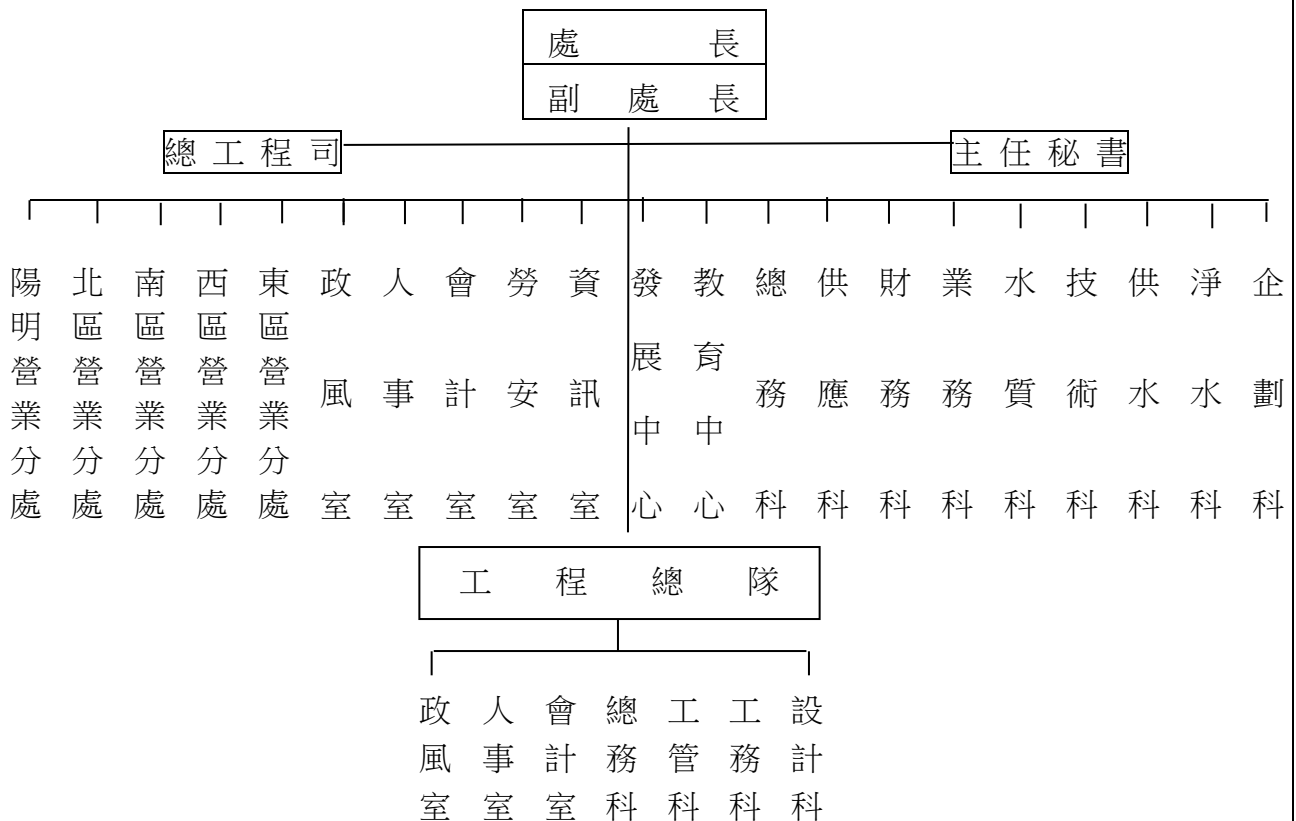 處長
副處長
總工程司
主任秘書
企劃科
淨水科
供水科
技術科
水質科
業務科
財務科
供應科
總務科
教育中心
發展中心
資訊室
勞安室
會計室
人事室
政風室
東區營業分處
西區營業分處
南區營業分處
北區營業分處
陽明營業分處
工程總隊
設計科
工務科
工管科
總務科
會計室
人事室
政風室